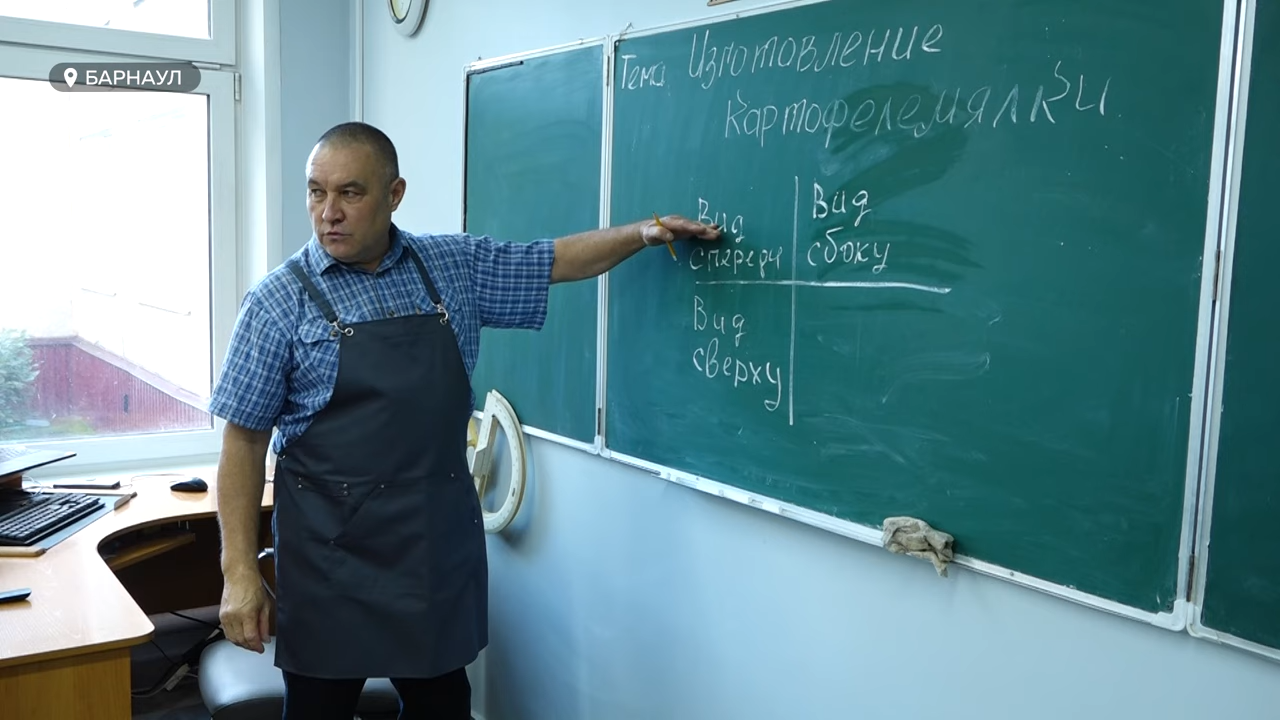 БАРНАУЛ
Тема Изготовление
Картофелемялки
Вид
спереди
Вид
сбоку
Вид
сверху